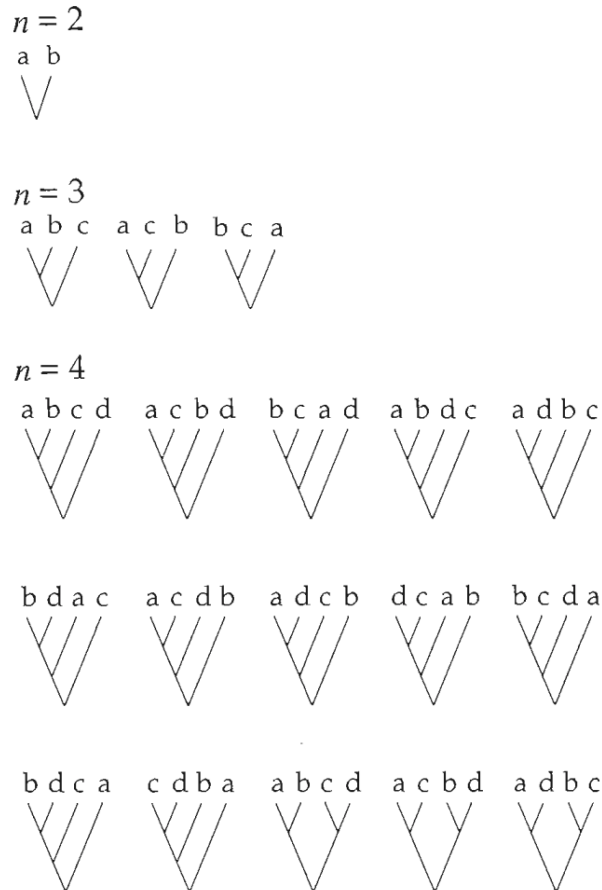 n = 2
a b
n = 3
a b c a c b b c a
n = 4
a b c d a c b d b c a d a b d c a d b c
b d a c a c d b a d c b d c a b b c d a
b d c a c d b a a b c d a c b d a d b c